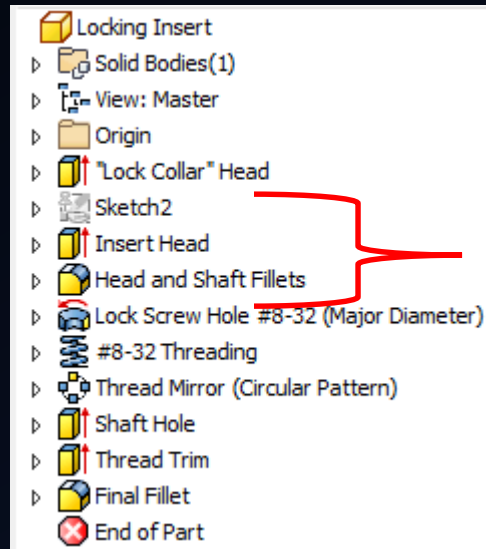 Locking Insert
Solid Bodies(1)
View: Master
Origin
"Lock Collar" Head
Sketch2
Insert Head
Head and Shaft Fillets
Lock Screw Hole #8-32 (Major Diameter)
#8-32 Threading
Thread Mirror (Circular Pattern)
Shaft Hole
Thread Trim
Final Fillet
End of Part